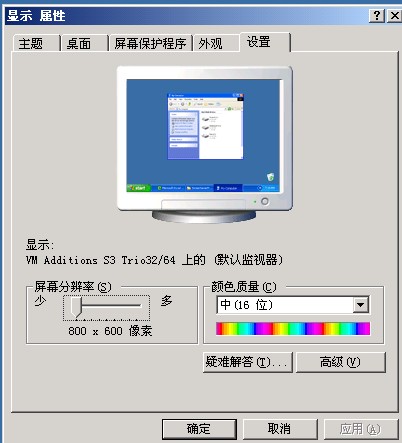 显示 属性
主题 桌面 屏幕保护程序 外观 设置
start
显示:
VM Additions S3 Trio32/64 上的 (默认监视器)
屏幕分辨率(S)
少 多
800 x 600 像素
颜色质量(C)
中(16 位)
疑难解答(T)... 高级(V)
确定 取消 应用(A)